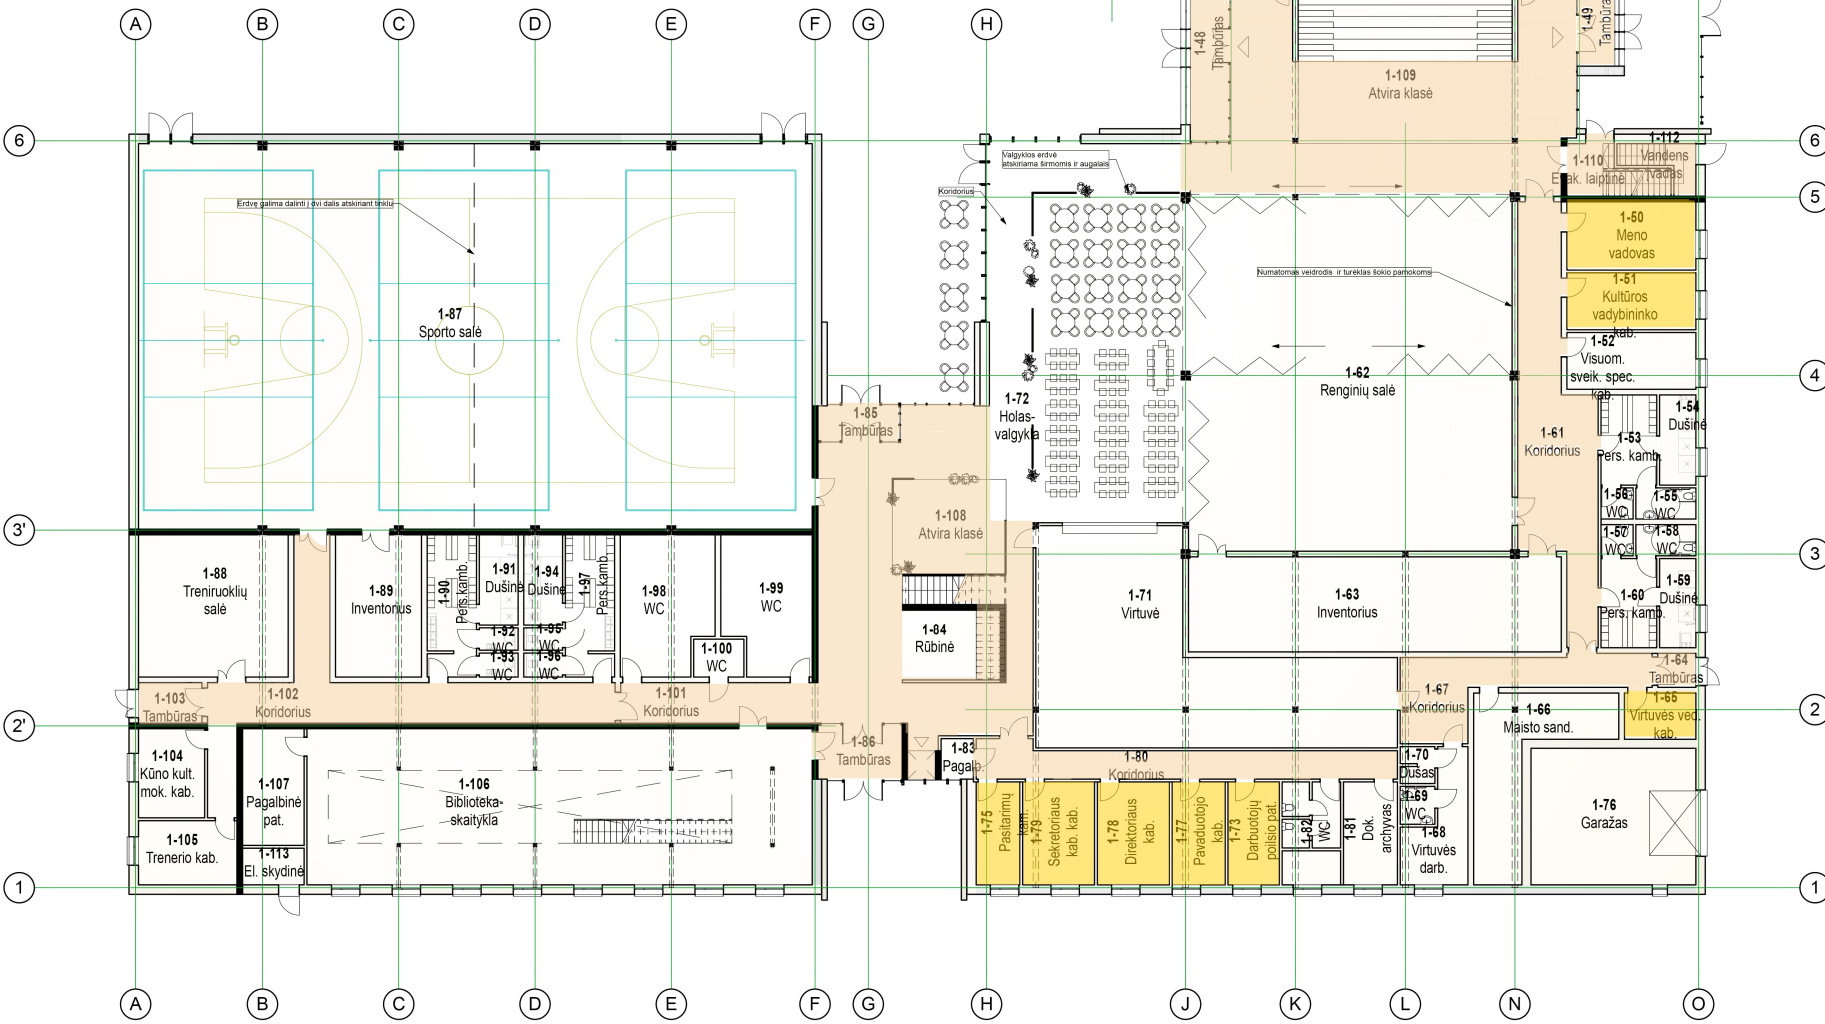 A
B
C
D
E
F
G
H
1-48
Tambūras
1-49
Tambūra
1-109
Atvira klasė
6
6
1-112
Vandens
vadas
1-110
Evak. laiptinė
Valgyklos erdvė
atskiriama širmomis ir augalais
Koridorius
5
Erdvę galima dalinti į dvi dalis atskiriant tinklu
1-50
Meno
vadovas
Numatomas veidrodis ir turėklas šokio pamokoms
1-51
Kultūros
vadybininko
kab.
1-87
Sporto salė
1-52
Visuom.
sveik. spec.
kab.
4
1-62
Renginių salė
1-72
Holas-
valgykla
1-85
Tambūras
1-54
Dušinė
1-53
Pers. kamb.
1-61
Koridorius
1-56
WC
1-55
WC
1-108
Atvira klasė
3'
1-57
WC
1-58
WC
3
1-88
Treniruoklių
salė
1-89
Inventorius
1-90
Pers.kamb.
1-91
Dušinė
1-94
Dušinė
1-97
Pers.kamb.
1-98
WC
1-99
WC
1-71
Virtuvė
1-63
Inventorius
1-59
Dušinė
1-60
Pers. kamb.
1-92
WC
1-95
WC
1-93
WC
1-96
WC
1-100
WC
1-84
Rūbinė
1-64
Tambūras
1-103
Tambūras
1-102
Koridorius
1-101
Koridorius
1-67
Koridorius
1-66
Maisto sand.
1-65
Virtuvės ved.
kab.
2'
2
1-104
Kūno kult.
mok. kab.
1-86
Tambūras
1-83
Pagalb.
1-80
Koridorius
1-70
Dušas
1-107
Pagalbinė
pat.
1-106
Biblioteka-
skaitykla
1-69
WC
1-76
Garažas
1-105
Trenerio kab.
1-113
El. skydinė
1-75
Pasitarimų
kam.
1-79
Sekretoriaus
kab. kab.
1-78
Direktoriaus
kab.
1-77
Pavaduotojo
kab.
1-73
Darbuotojų
poilsio pat.
1-82
WC
1-81
Dok.
archyvas
1-68
Virtuvės
darb.
1
1
A
B
C
D
E
F
G
H
J
K
L
N
O